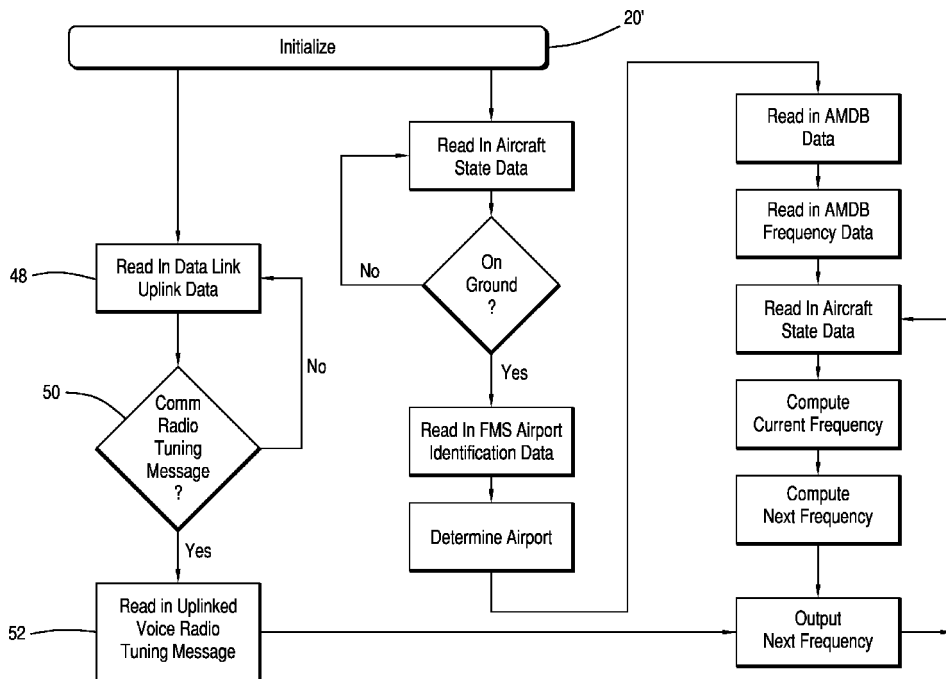 Initialize
20'
48
Read In Data Link
Uplink Data
No
50
Comm
Radio
Tuning
Message
?
Yes
52
Read in Uplinked
Voice Radio
Tuning Message
Read In Aircraft
State Data
No
On
Ground
?
Yes
Read In FMS Airport
Identification Data
Determine Airport
Read in AMDB
Data
Read in AMDB
Frequency Data
Read In Aircraft
State Data
Compute
Current Frequency
Compute
Next Frequency
Output
Next Frequency